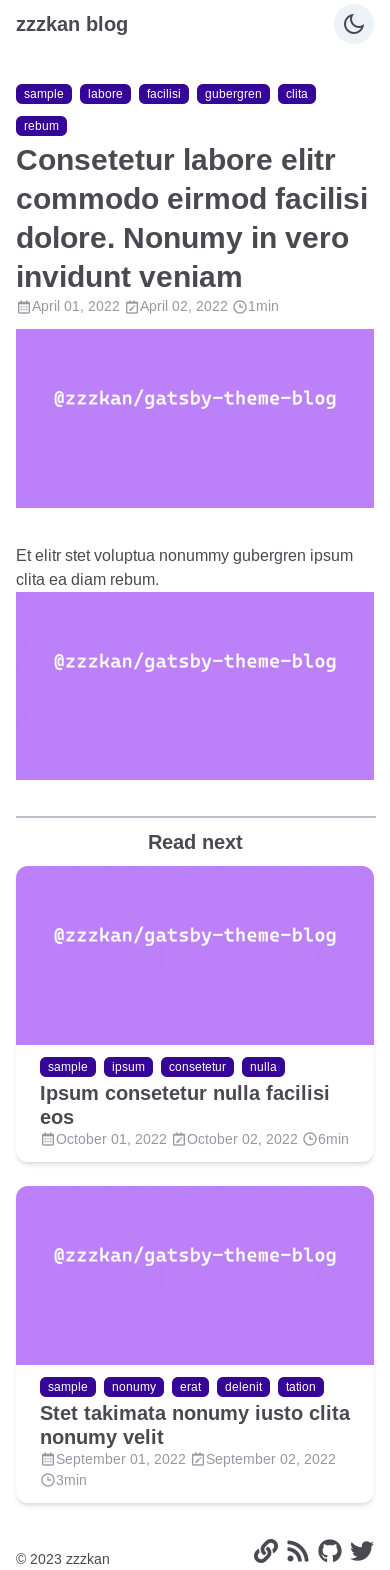 zzzkan blog
sample labore facilisi gubergren clita
rebum
Consetetur labore elitr
commodo eirmod facilisi
dolore. Nonumy in vero
invidunt veniam
April 01, 2022 April 02, 2022 1min
@zzzkan/gatsby-theme-blog
Et elitr stet voluptua nonummy gubergren ipsum
clita ea diam rebum.
@zzzkan/gatsby-theme-blog
Read next
@zzzkan/gatsby-theme-blog
sample ipsum consetetur nulla
Ipsum consetetur nulla facilisi
eos
October 01, 2022 October 02, 2022 6min
@zzzkan/gatsby-theme-blog
sample nonumy erat delenit tation
Stet takimata nonumy iusto clita
nonumy velit
September 01, 2022 September 02, 2022
3min
© 2023 zzzkan